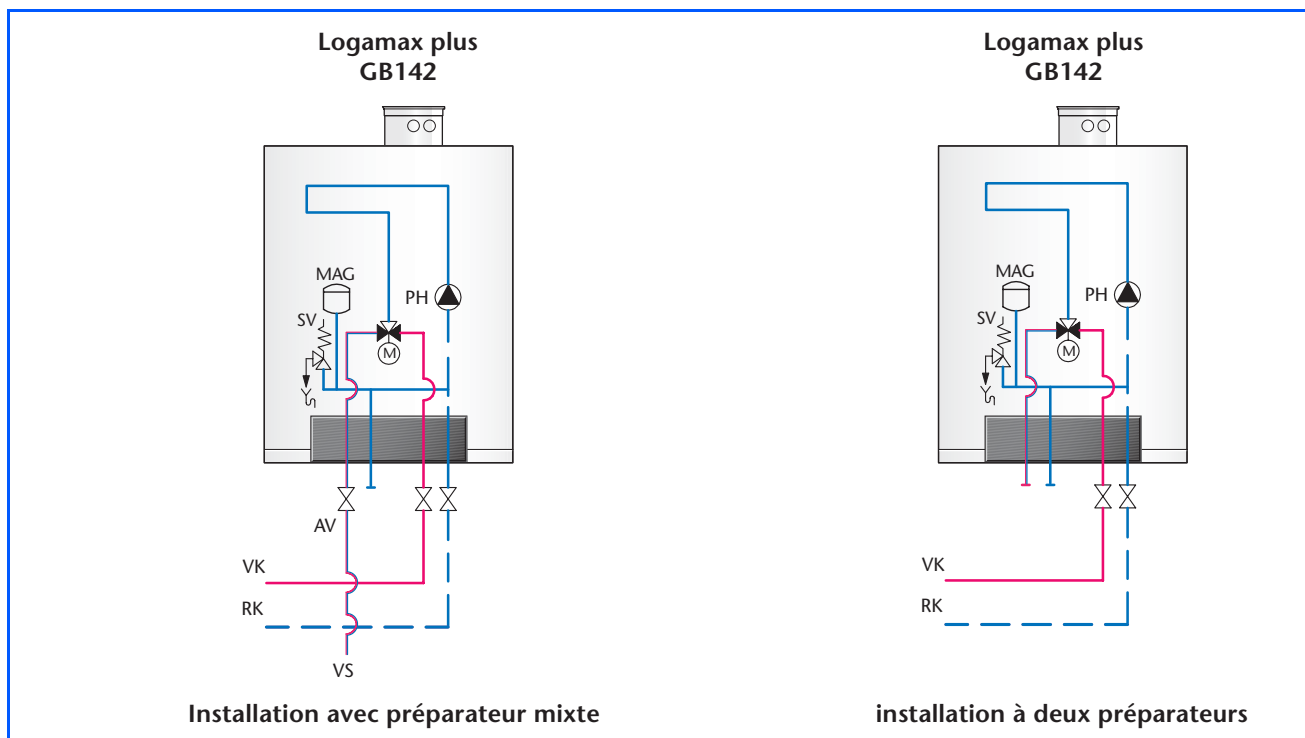 Logamax plus
GB142
MAG
PH
SV
M
AV
VK
RK
VS
Installation avec préparateur mixte
Logamax plus
GB142
MAG
PH
SV
M
VK
RK
installation à deux préparateurs